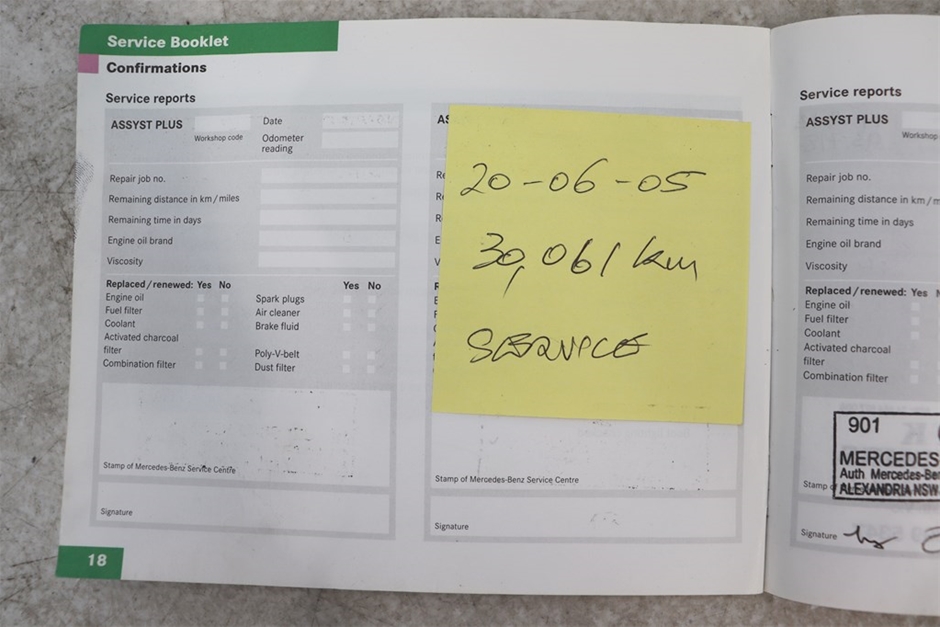 Service Booklet
Confirmations
Service reports
ASSYST PLUS
Workshop code
Date
Odometer
reading
Repair job no.
Remaining distance in km/miles
Remaining time in days
Engine oil brand
Viscosity
Replaced/renewed: Yes No
Yes No
Engine oil
Spark plugs
Fuel filter
Air cleaner
Coolant
Brake fluid
Activated charcoal
filter
Poly-V-belt
Combination filter
Dust filter
Stamp of Mercedes-Benz Service Centre
Signature
18
AS
Re
R
R
E
V
20-06-05
30,061 km
SERVICE
Stamp of Mercedes-Benz Service Centre
Signature
Service reports
ASSYST PLUS
Workshop
Repair job no.
Remaining distance in km/m
Remaining time in days
Engine oil brand
Viscosity
Replaced/renewed: Yes N
Engine oil
Fuel filter
Coolant
Activated charcoal
filter
Combination filter
901
MERCEDES
Auth Mercedes-Be
Stamp
ALEXANDRIA NSW
Signature